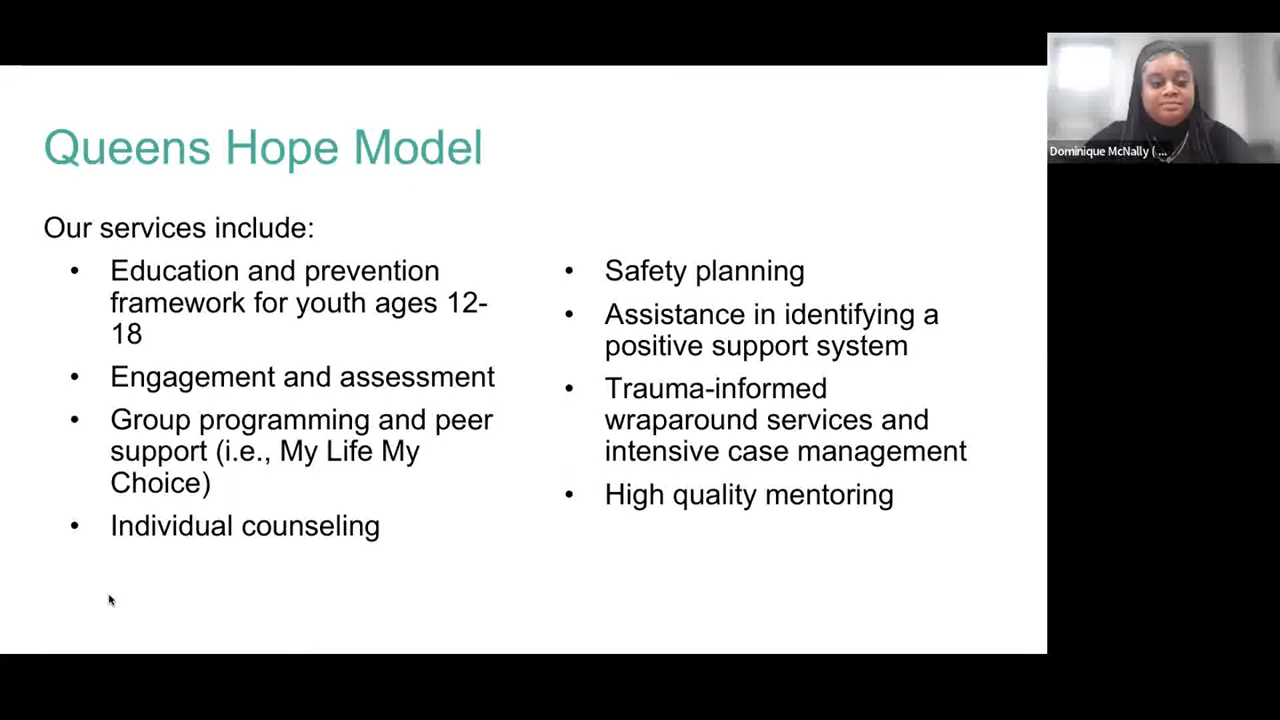 Queens Hope Model
Our services include:
• Education and prevention
framework for youth ages 12-
18
• Engagement and assessment
• Group programming and peer
support (i.e., My Life My
Choice)
• Individual counseling
• Safety planning
• Assistance in identifying a
positive support system
• Trauma-informed
wraparound services and
intensive case management
• High quality mentoring
Dominique McNally ( ...